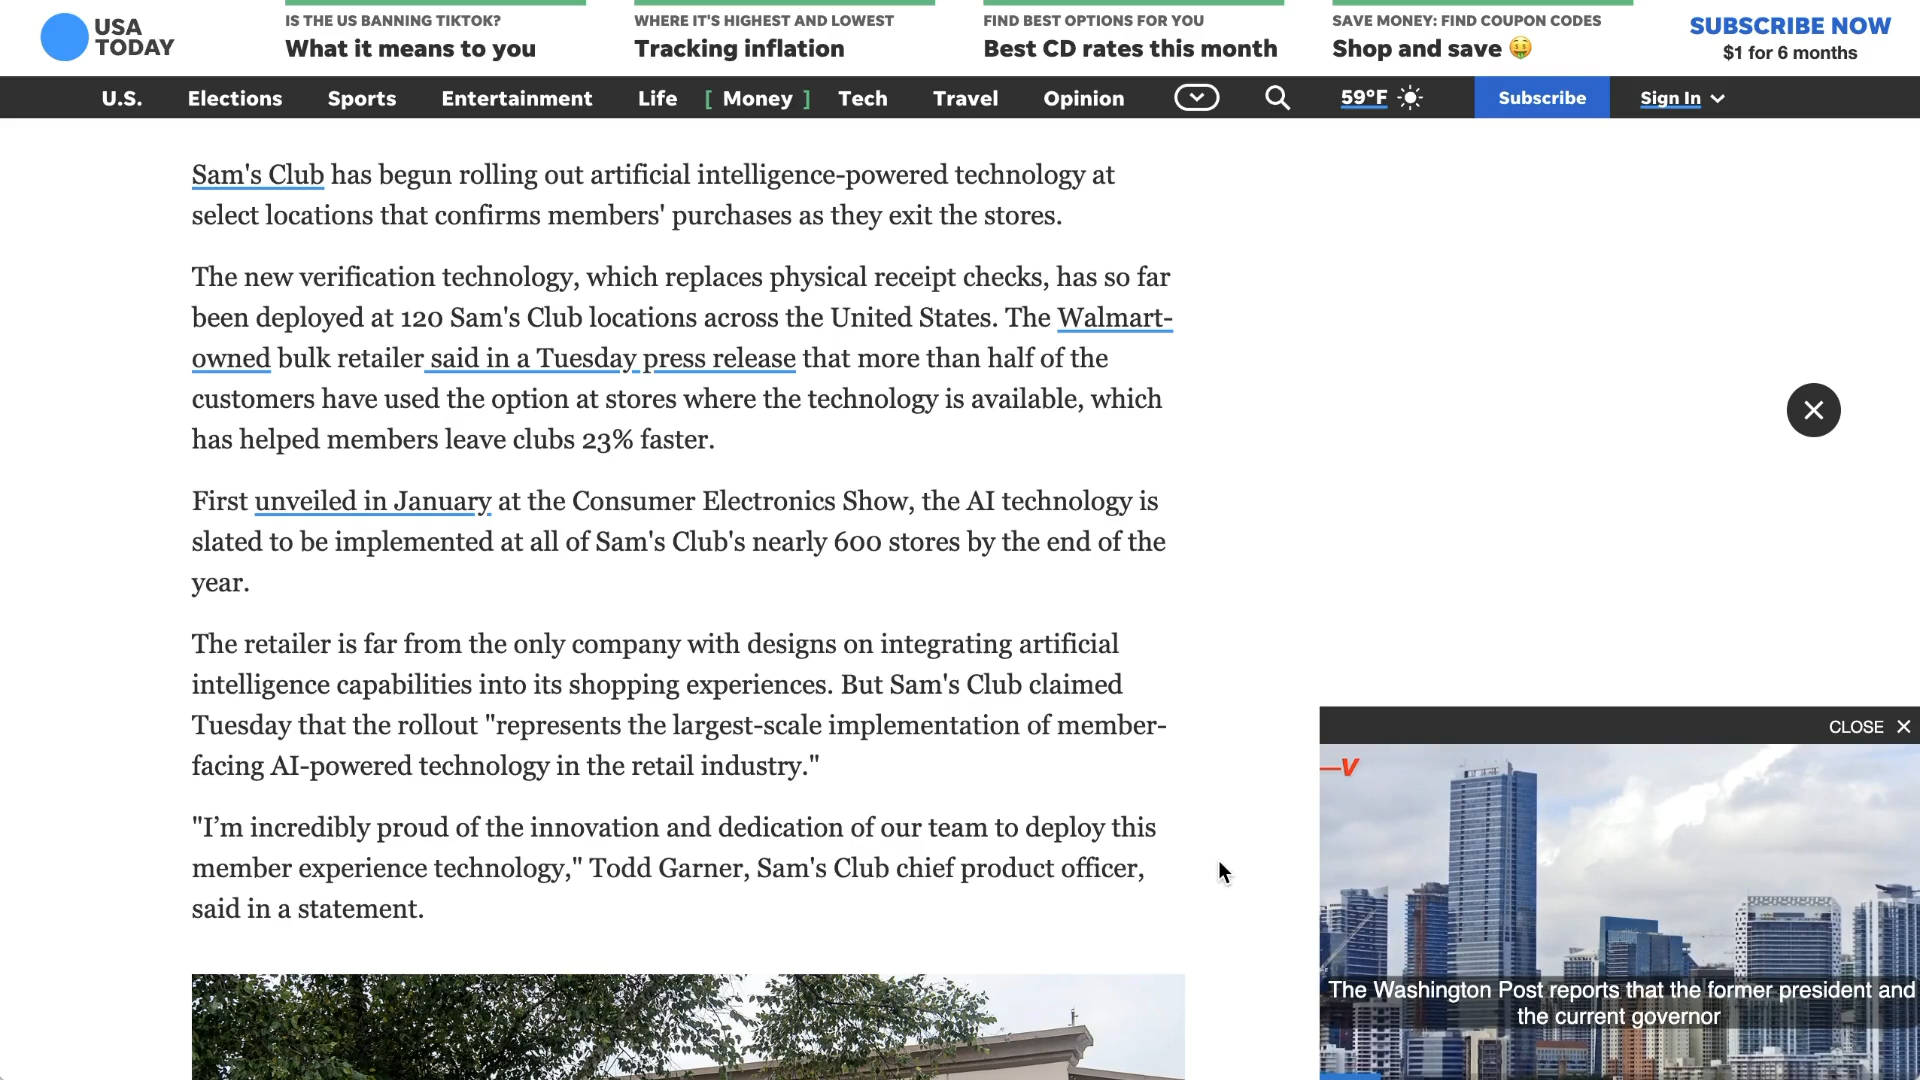 USA
TODAY
IS THE US BANNING TIKTOK?
What it means to you
WHERE IT'S HIGHEST AND LOWEST
Tracking inflation
FIND BEST OPTIONS FOR YOU
Best CD rates this month
SAVE MONEY: FIND COUPON CODES
Shop and save 🤑
SUBSCRIBE NOW
$1 for 6 months
U.S. Elections Sports Entertainment Life [ Money ] Tech Travel Opinion 59°F Subscribe Sign In
Sam's Club has begun rolling out artificial intelligence-powered technology at
select locations that confirms members' purchases as they exit the stores.
The new verification technology, which replaces physical receipt checks, has so far
been deployed at 120 Sam's Club locations across the United States. The Walmart-
owned bulk retailer said in a Tuesday press release that more than half of the
customers have used the option at stores where the technology is available, which
has helped members leave clubs 23% faster.
First unveiled in January at the Consumer Electronics Show, the AI technology is
slated to be implemented at all of Sam's Club's nearly 600 stores by the end of the
year.
The retailer is far from the only company with designs on integrating artificial
intelligence capabilities into its shopping experiences. But Sam's Club claimed
Tuesday that the rollout "represents the largest-scale implementation of member-
facing AI-powered technology in the retail industry."
"I’m incredibly proud of the innovation and dedication of our team to deploy this
member experience technology," Todd Garner, Sam's Club chief product officer,
said in a statement.
CLOSE ✕
—V
The Washington Post reports that the former president and
the current governor